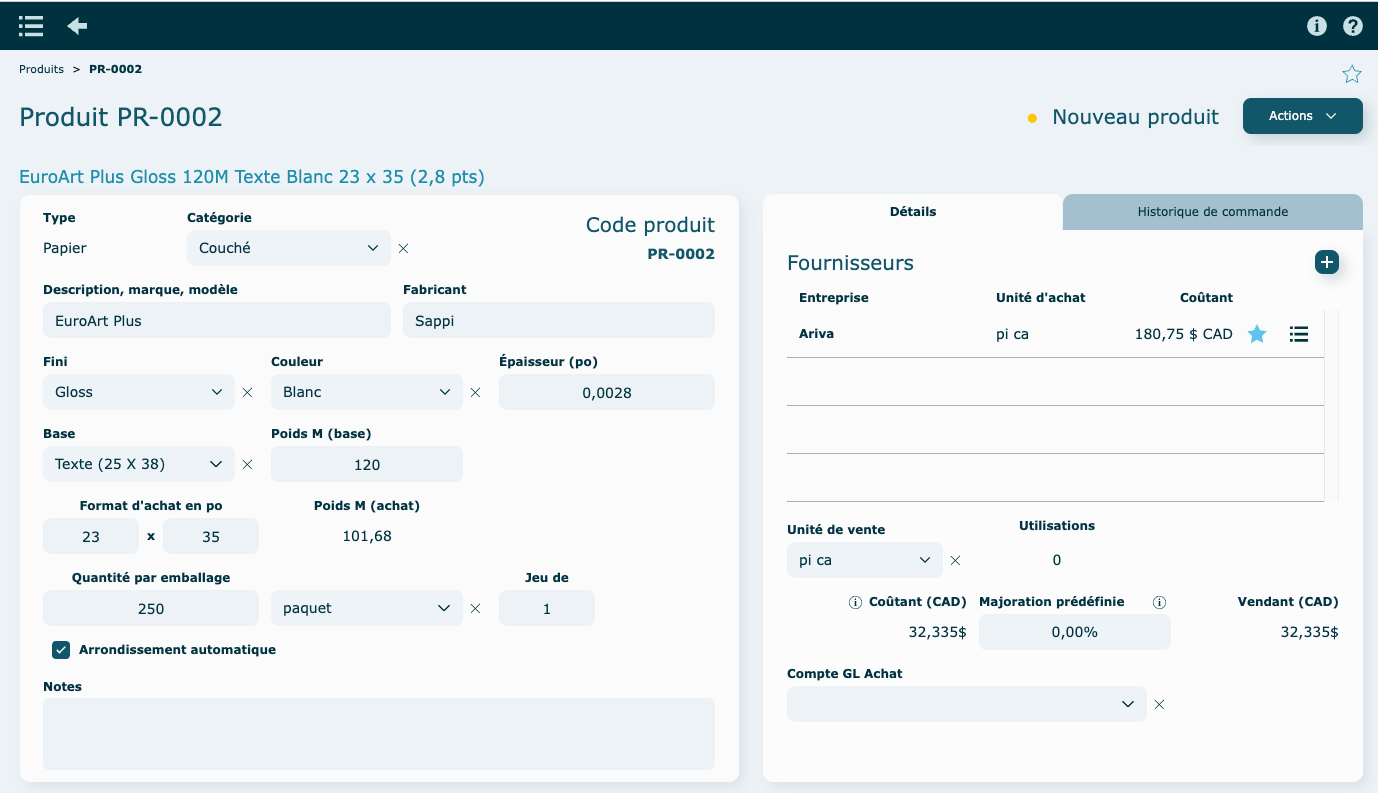 Produits > PR-0002
Produit PR-0002
Nouveau produit
Actions
EuroArt Plus Gloss 120M Texte Blanc 23 x 35 (2,8 pts)
Type
Catégorie
Code produit
Papier
Couché
PR-0002
Description, marque, modèle
Fabricant
EuroArt Plus
Sappi
Fini
Couleur
Épaisseur (po)
Gloss
Blanc
0,0028
Base
Poids M (base)
Texte (25 X 38)
120
Format d'achat en po
Poids M (achat)
23 x 35
101,68
Quantité par emballage
Jeu de
250
paquet
1
Arrondissement automatique
Notes
Détails
Historique de commande
Fournisseurs
Entreprise
Unité d'achat
Coûtant
Ariva
pi ca
180,75 $ CAD
Unité de vente
Utilisations
pi ca
0
Coûtant (CAD)
Majoration prédéfinie
Vendant (CAD)
32,335$
0,00%
32,335$
Compte GL Achat